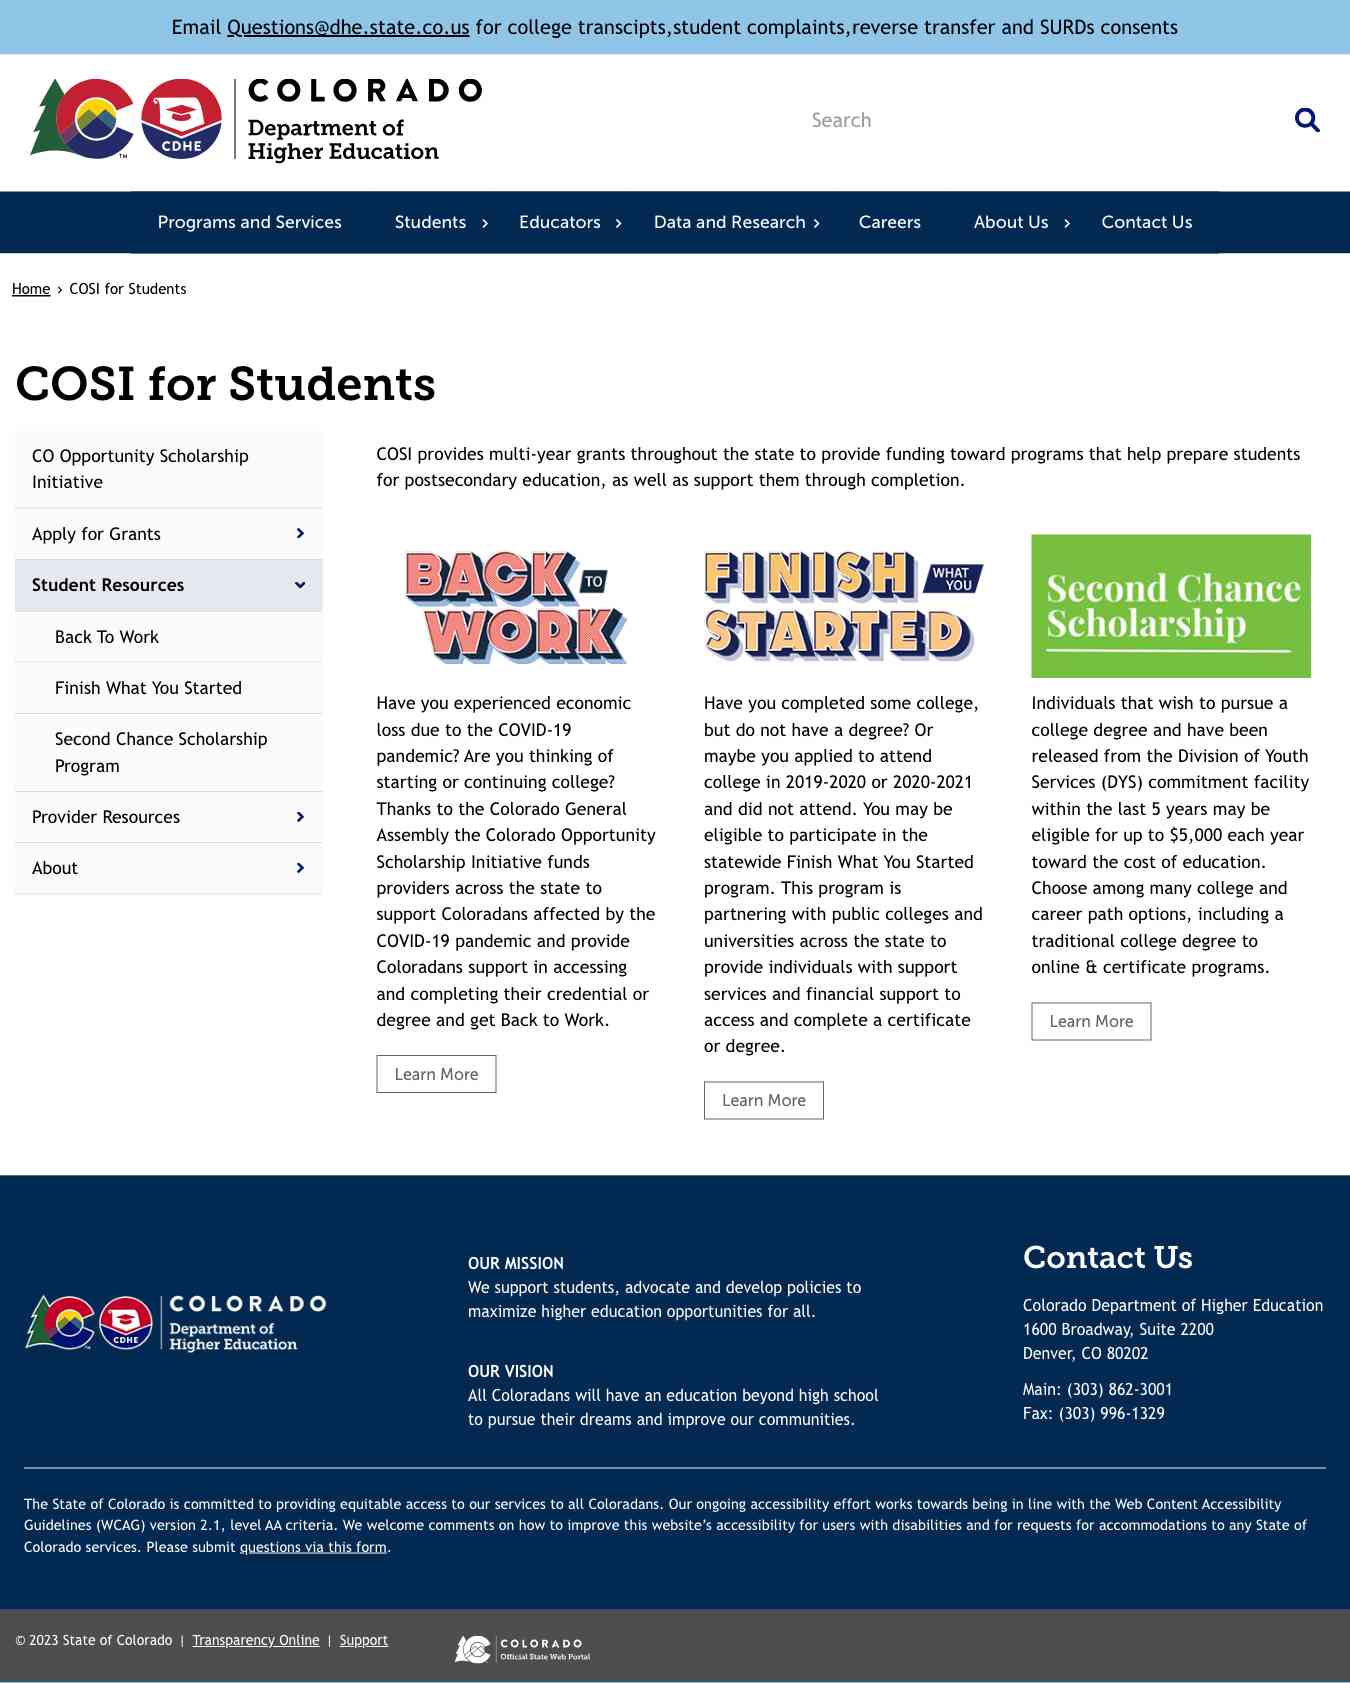 Email Questions@dhe.state.co.us for college transcipts,student complaints,reverse transfer and SURDs consents
CDHE
TM
COLORADO
Department of
Higher Education
Search
Programs and Services
Students
Educators
Data and Research
Careers
About Us
Contact Us
Home › COSI for Students
COSI for Students
CO Opportunity Scholarship
Initiative
Apply for Grants
Student Resources
Back To Work
Finish What You Started
Second Chance Scholarship
Program
Provider Resources
About
COSI provides multi-year grants throughout the state to provide funding toward programs that help prepare students
for postsecondary education, as well as support them through completion.
BACK TO
WORK
Have you experienced economic
loss due to the COVID-19
pandemic? Are you thinking of
starting or continuing college?
Thanks to the Colorado General
Assembly the Colorado Opportunity
Scholarship Initiative funds
providers across the state to
support Coloradans affected by the
COVID-19 pandemic and provide
Coloradans support in accessing
and completing their credential or
degree and get Back to Work.
Learn More
FINISH WHAT YOU
STARTED
Have you completed some college,
but do not have a degree? Or
maybe you applied to attend
college in 2019-2020 or 2020-2021
and did not attend. You may be
eligible to participate in the
statewide Finish What You Started
program. This program is
partnering with public colleges and
universities across the state to
provide individuals with support
services and financial support to
access and complete a certificate
or degree.
Learn More
Second Chance
Scholarship
Individuals that wish to pursue a
college degree and have been
released from the Division of Youth
Services (DYS) commitment facility
within the last 5 years may be
eligible for up to $5,000 each year
toward the cost of education.
Choose among many college and
career path options, including a
traditional college degree to
online & certificate programs.
Learn More
CDHE
TM
COLORADO
Department of
Higher Education
OUR MISSION
We support students, advocate and develop policies to
maximize higher education opportunities for all.
OUR VISION
All Coloradans will have an education beyond high school
to pursue their dreams and improve our communities.
Contact Us
Colorado Department of Higher Education
1600 Broadway, Suite 2200
Denver, CO 80202
Main: (303) 862-3001
Fax: (303) 996-1329
The State of Colorado is committed to providing equitable access to our services to all Coloradans. Our ongoing accessibility effort works towards being in line with the Web Content Accessibility
Guidelines (WCAG) version 2.1, level AA criteria. We welcome comments on how to improve this website's accessibility for users with disabilities and for requests for accommodations to any State of
Colorado services. Please submit questions via this form.
© 2023 State of Colorado | Transparency Online | Support
COLORADO
Official State Web Portal